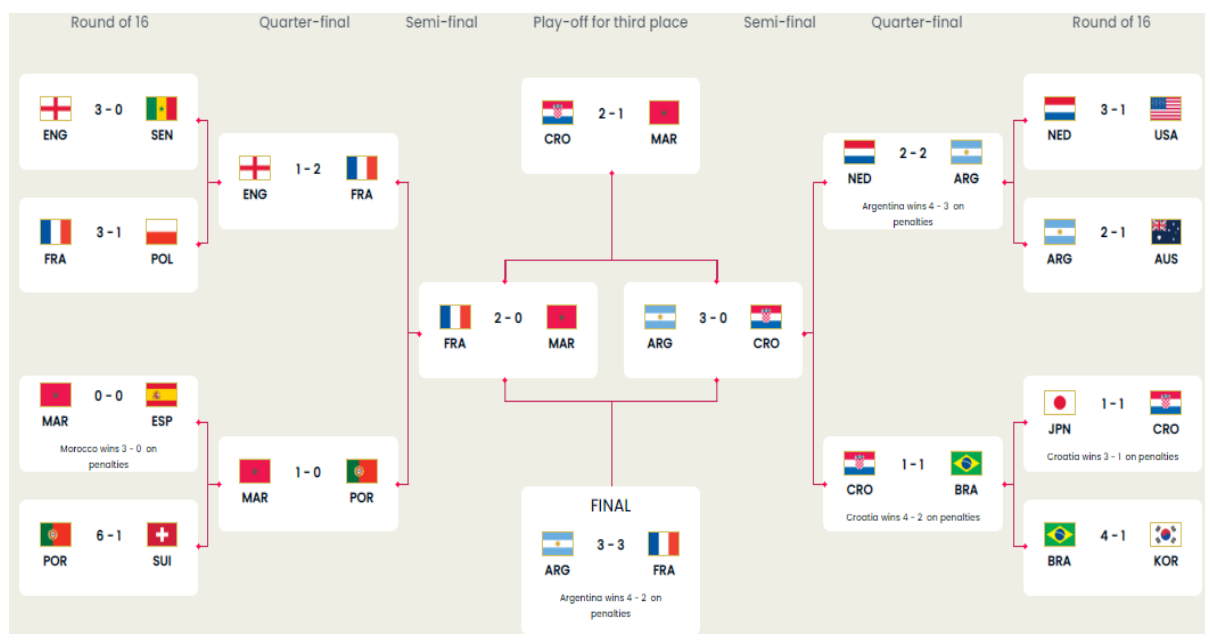 Round of 16 Quarter-final Semi-final Play-off for third place Semi-final Quarter-final Round of 16
3 - 0
ENG SEN
3 - 1
FRA POL
1 - 2
ENG FRA
0 - 0
MAR ESP
Morocco wins 3 - 0 on
penalties
6 - 1
POR SUI
1 - 0
MAR POR
2 - 0
FRA MAR
2 - 1
CRO MAR
3 - 0
ARG CRO
FINAL
3 - 3
ARG FRA
Argentina wins 4 - 2 on
penalties
2 - 2
NED ARG
Argentina wins 4 - 3 on
penalties
1 - 1
CRO BRA
Croatia wins 4 - 2 on penalties
3 - 1
NED USA
2 - 1
ARG AUS
1 - 1
JPN CRO
Croatia wins 3 - 1 on penalties
4 - 1
BRA KOR